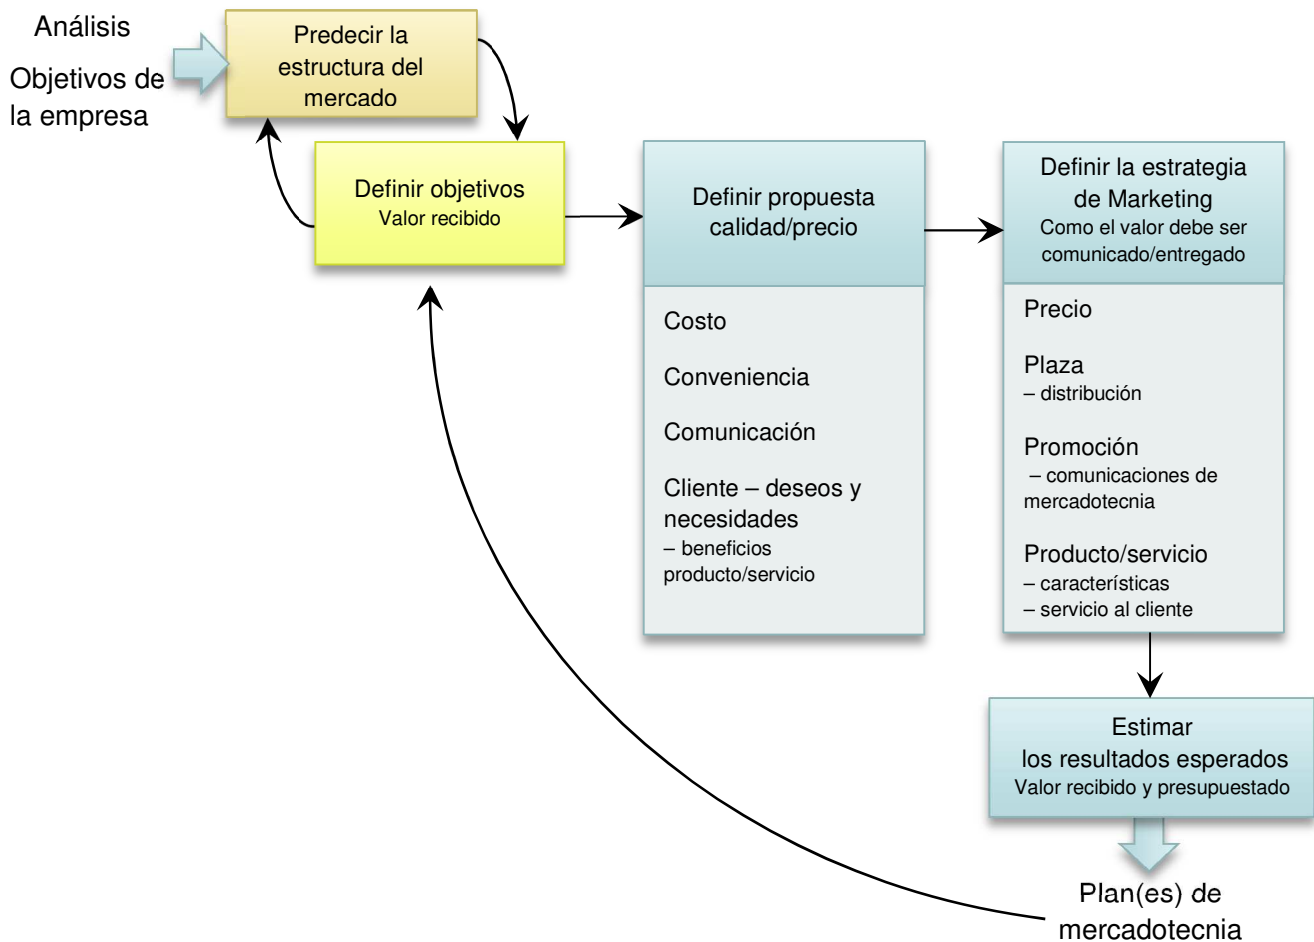 Análisis
Objetivos de
la empresa
Predecir la
estructura del
mercado
Definir objetivos
Valor recibido
Definir propuesta
calidad/precio
Costo
Conveniencia
Comunicación
Cliente – deseos y
necesidades
– beneficios
producto/servicio
Definir la estrategia
de Marketing
Como el valor debe ser
comunicado/entregado
Precio
Plaza
– distribución
Promoción
– comunicaciones de
mercadotecnia
Producto/servicio
– características
– servicio al cliente
Estimar
los resultados esperados
Valor recibido y presupuestado
Plan(es) de
mercadotecnia